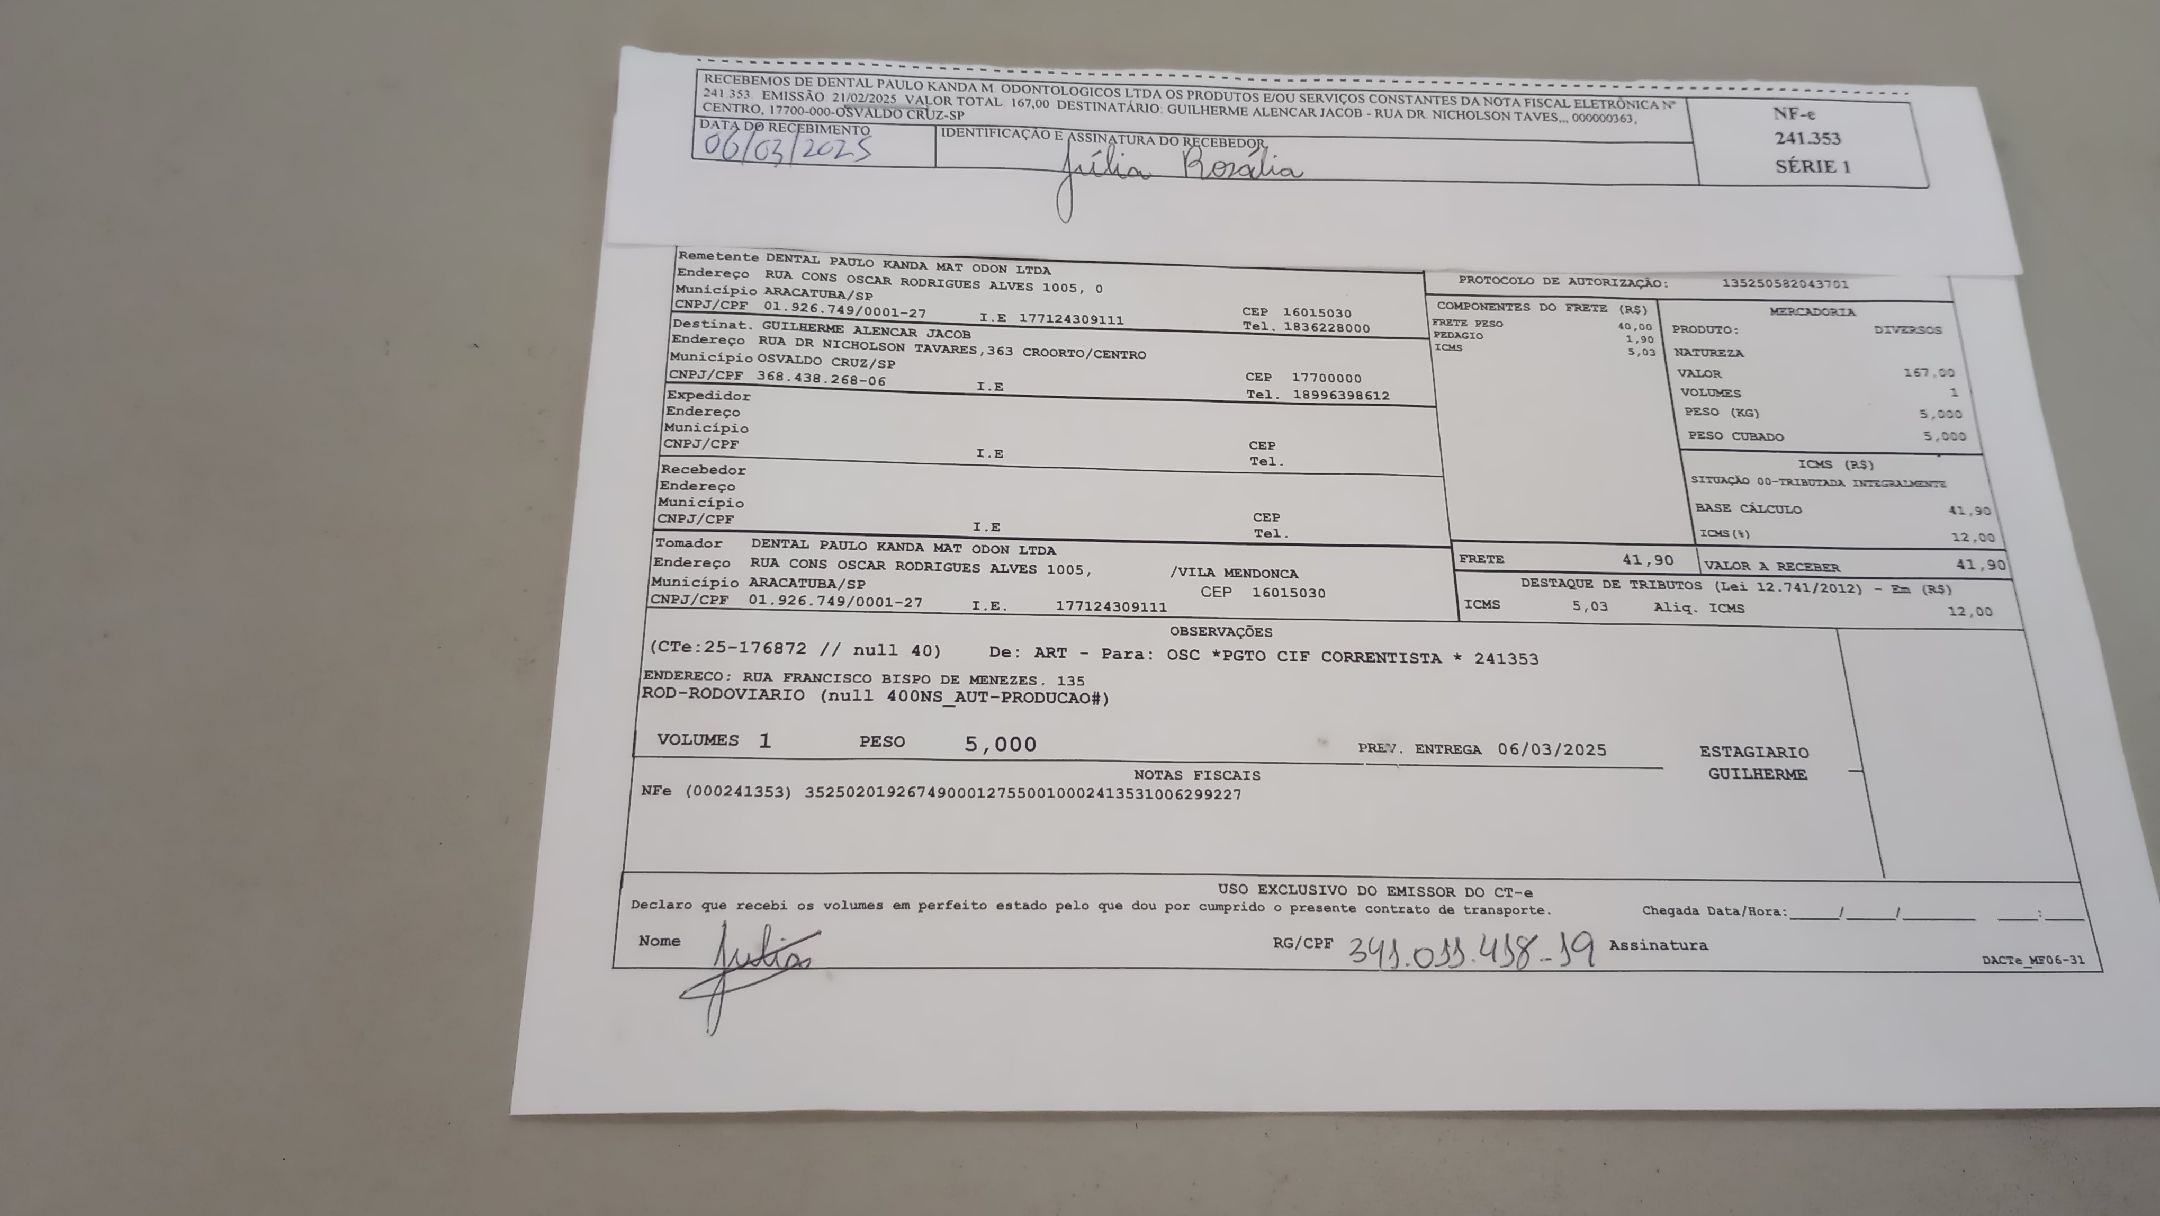 RECEBEMOS DE DENTAL PAULO KANDA M. ODONTOLOGICOS LTDA OS PRODUTOS E/OU SERVIÇOS CONSTANTES DA NOTA FISCAL ELETRÔNICA Nº
241.353. EMISSÃO 21/02/2025 VALOR TOTAL 167,00 DESTINATÁRIO: GUILHERME ALENCAR JACOB - RUA DR. NICHOLSON TAVES,,, 000000363,
CENTRO, 17700-000-OSVALDO CRUZ-SP
DATA DO RECEBIMENTO
06/03/2025
IDENTIFICAÇÃO E ASSINATURA DO RECEBEDOR
Júlia Rosália
NF-e
241.353
SÉRIE 1
Remetente DENTAL PAULO KANDA MAT ODON LTDA
Endereço RUA CONS OSCAR RODRIGUES ALVES 1005, 0
Município ARACATUBA/SP CEP 16015030
CNPJ/CPF 01.926.749/0001-27 I.E 177124309111 Tel. 1836228000
Destinat. GUILHERME ALENCAR JACOB
Endereço RUA DR NICHOLSON TAVARES,363 CROORTO/CENTRO
Município OSVALDO CRUZ/SP CEP 17700000
CNPJ/CPF 368.438.268-06 I.E Tel. 18996398612
Expedidor
Endereço
Município CEP
CNPJ/CPF I.E Tel.
Recebedor
Endereço
Município CEP
CNPJ/CPF I.E Tel.
Tomador DENTAL PAULO KANDA MAT ODON LTDA
Endereço RUA CONS OSCAR RODRIGUES ALVES 1005, /VILA MENDONCA
Município ARACATUBA/SP CEP 16015030
CNPJ/CPF 01.926.749/0001-27 I.E. 177124309111
PROTOCOLO DE AUTORIZAÇÃO: 135250582043701
COMPONENTES DO FRETE (R$)
FRETE PESO 40,00
PEDAGIO 1,90
ICMS 5,03
MERCADORIA
PRODUTO: DIVERSOS
NATUREZA
VALOR 167,00
VOLUMES 1
PESO (KG) 5,000
PESO CUBADO 5,000
ICMS (R$)
SITUAÇÃO 00-TRIBUTADA INTEGRALMENTE
BASE CÁLCULO 41,90
ICMS(%) 12,00
FRETE 41,90 VALOR A RECEBER 41,90
DESTAQUE DE TRIBUTOS (Lei 12.741/2012) - Em (R$)
ICMS 5,03 Aliq. ICMS 12,00
OBSERVAÇÕES
(CTe:25-176872 // null 40) De: ART - Para: OSC *PGTO CIF CORRENTISTA * 241353
ENDERECO: RUA FRANCISCO BISPO DE MENEZES. 135
ROD-RODOVIARIO (null 400NS_AUT-PRODUCAO#)
VOLUMES 1 PESO 5,000 PREV. ENTREGA 06/03/2025
ESTAGIARIO
GUILHERME
NOTAS FISCAIS
NFe (000241353) 35250201926749000127550010002413531006299227
USO EXCLUSIVO DO EMISSOR DO CT-e
Declaro que recebi os volumes em perfeito estado pelo que dou por cumprido o presente contrato de transporte. Chegada Data/Hora:_____/_____/________ ____:____
Nome Julia RG/CPF 391.011.418-19 Assinatura
DACTe_MF06-31